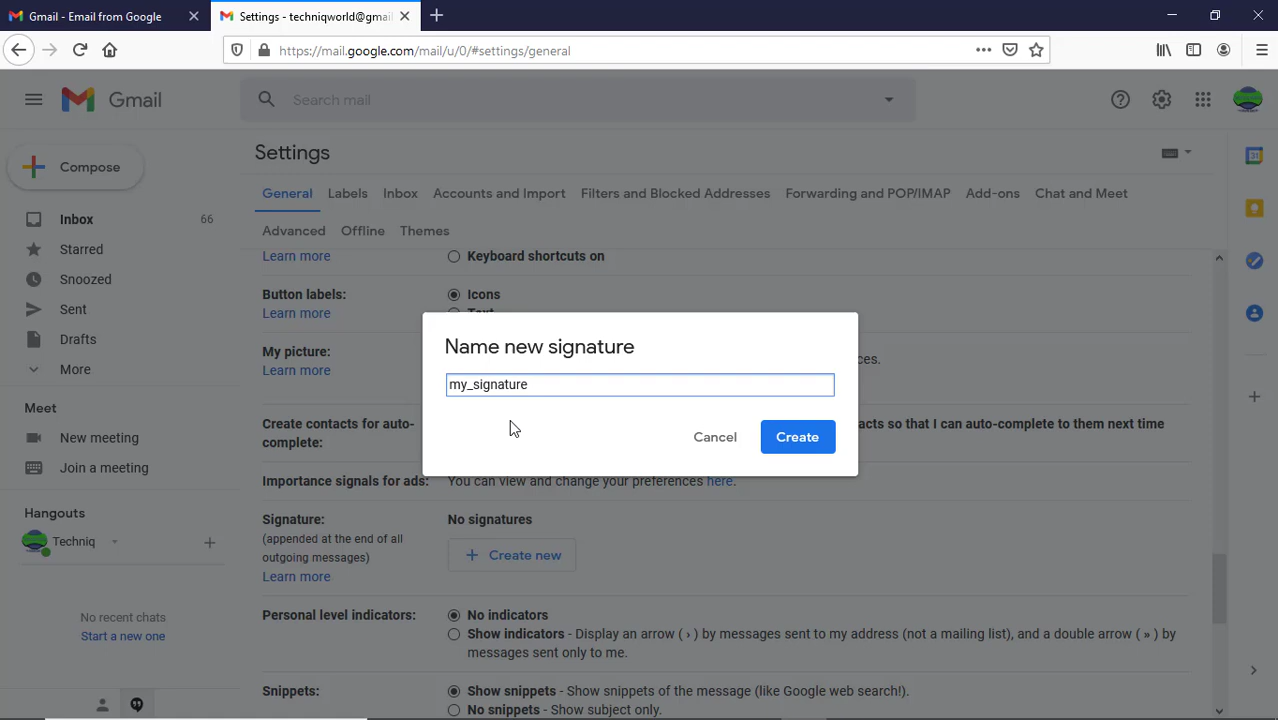 Gmail - Email from Google
Settings - techniqworld@gmail
https://mail.google.com/mail/u/0/#settings/general
Gmail
Search mail
Compose
Inbox 66
Starred
Snoozed
Sent
Drafts
More
Meet
New meeting
Join a meeting
Hangouts
Techniq
No recent chats
Start a new one
Settings
General Labels Inbox Accounts and Import Filters and Blocked Addresses Forwarding and POP/IMAP Add-ons Chat and Meet
Advanced Offline Themes
Learn more
Keyboard shortcuts on
Button labels:
Learn more
Icons
Text
My picture:
Learn more
ces.
Name new signature
my_signature
Cancel Create
Create contacts for auto-
complete:
acts so that I can auto-complete to them next time
Importance signals for ads: You can view and change your preferences here.
Signature:
(appended at the end of all
outgoing messages)
Learn more
No signatures
Create new
Personal level indicators:
No indicators
Show indicators - Display an arrow ( › ) by messages sent to my address (not a mailing list), and a double arrow ( » ) by
messages sent only to me.
Snippets:
Show snippets - Show snippets of the message (like Google web search!).
No snippets - Show subject only.